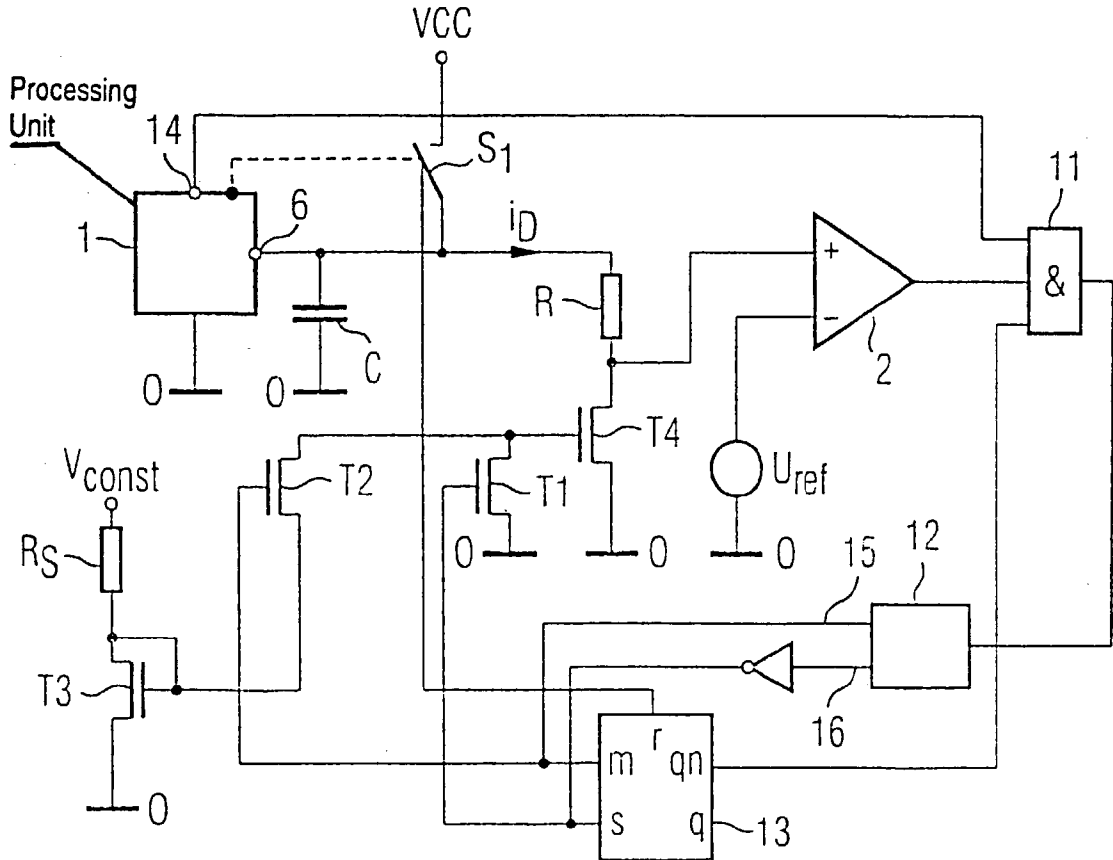 VCC
Processing
Unit
14
S1
11
6
1
iD
+
&
R
−
2
C
0
0
T4
Vconst
T2
T1
Uref
RS
0
0
0
15
12
T3
16
r
m
qn
0
s
q
13